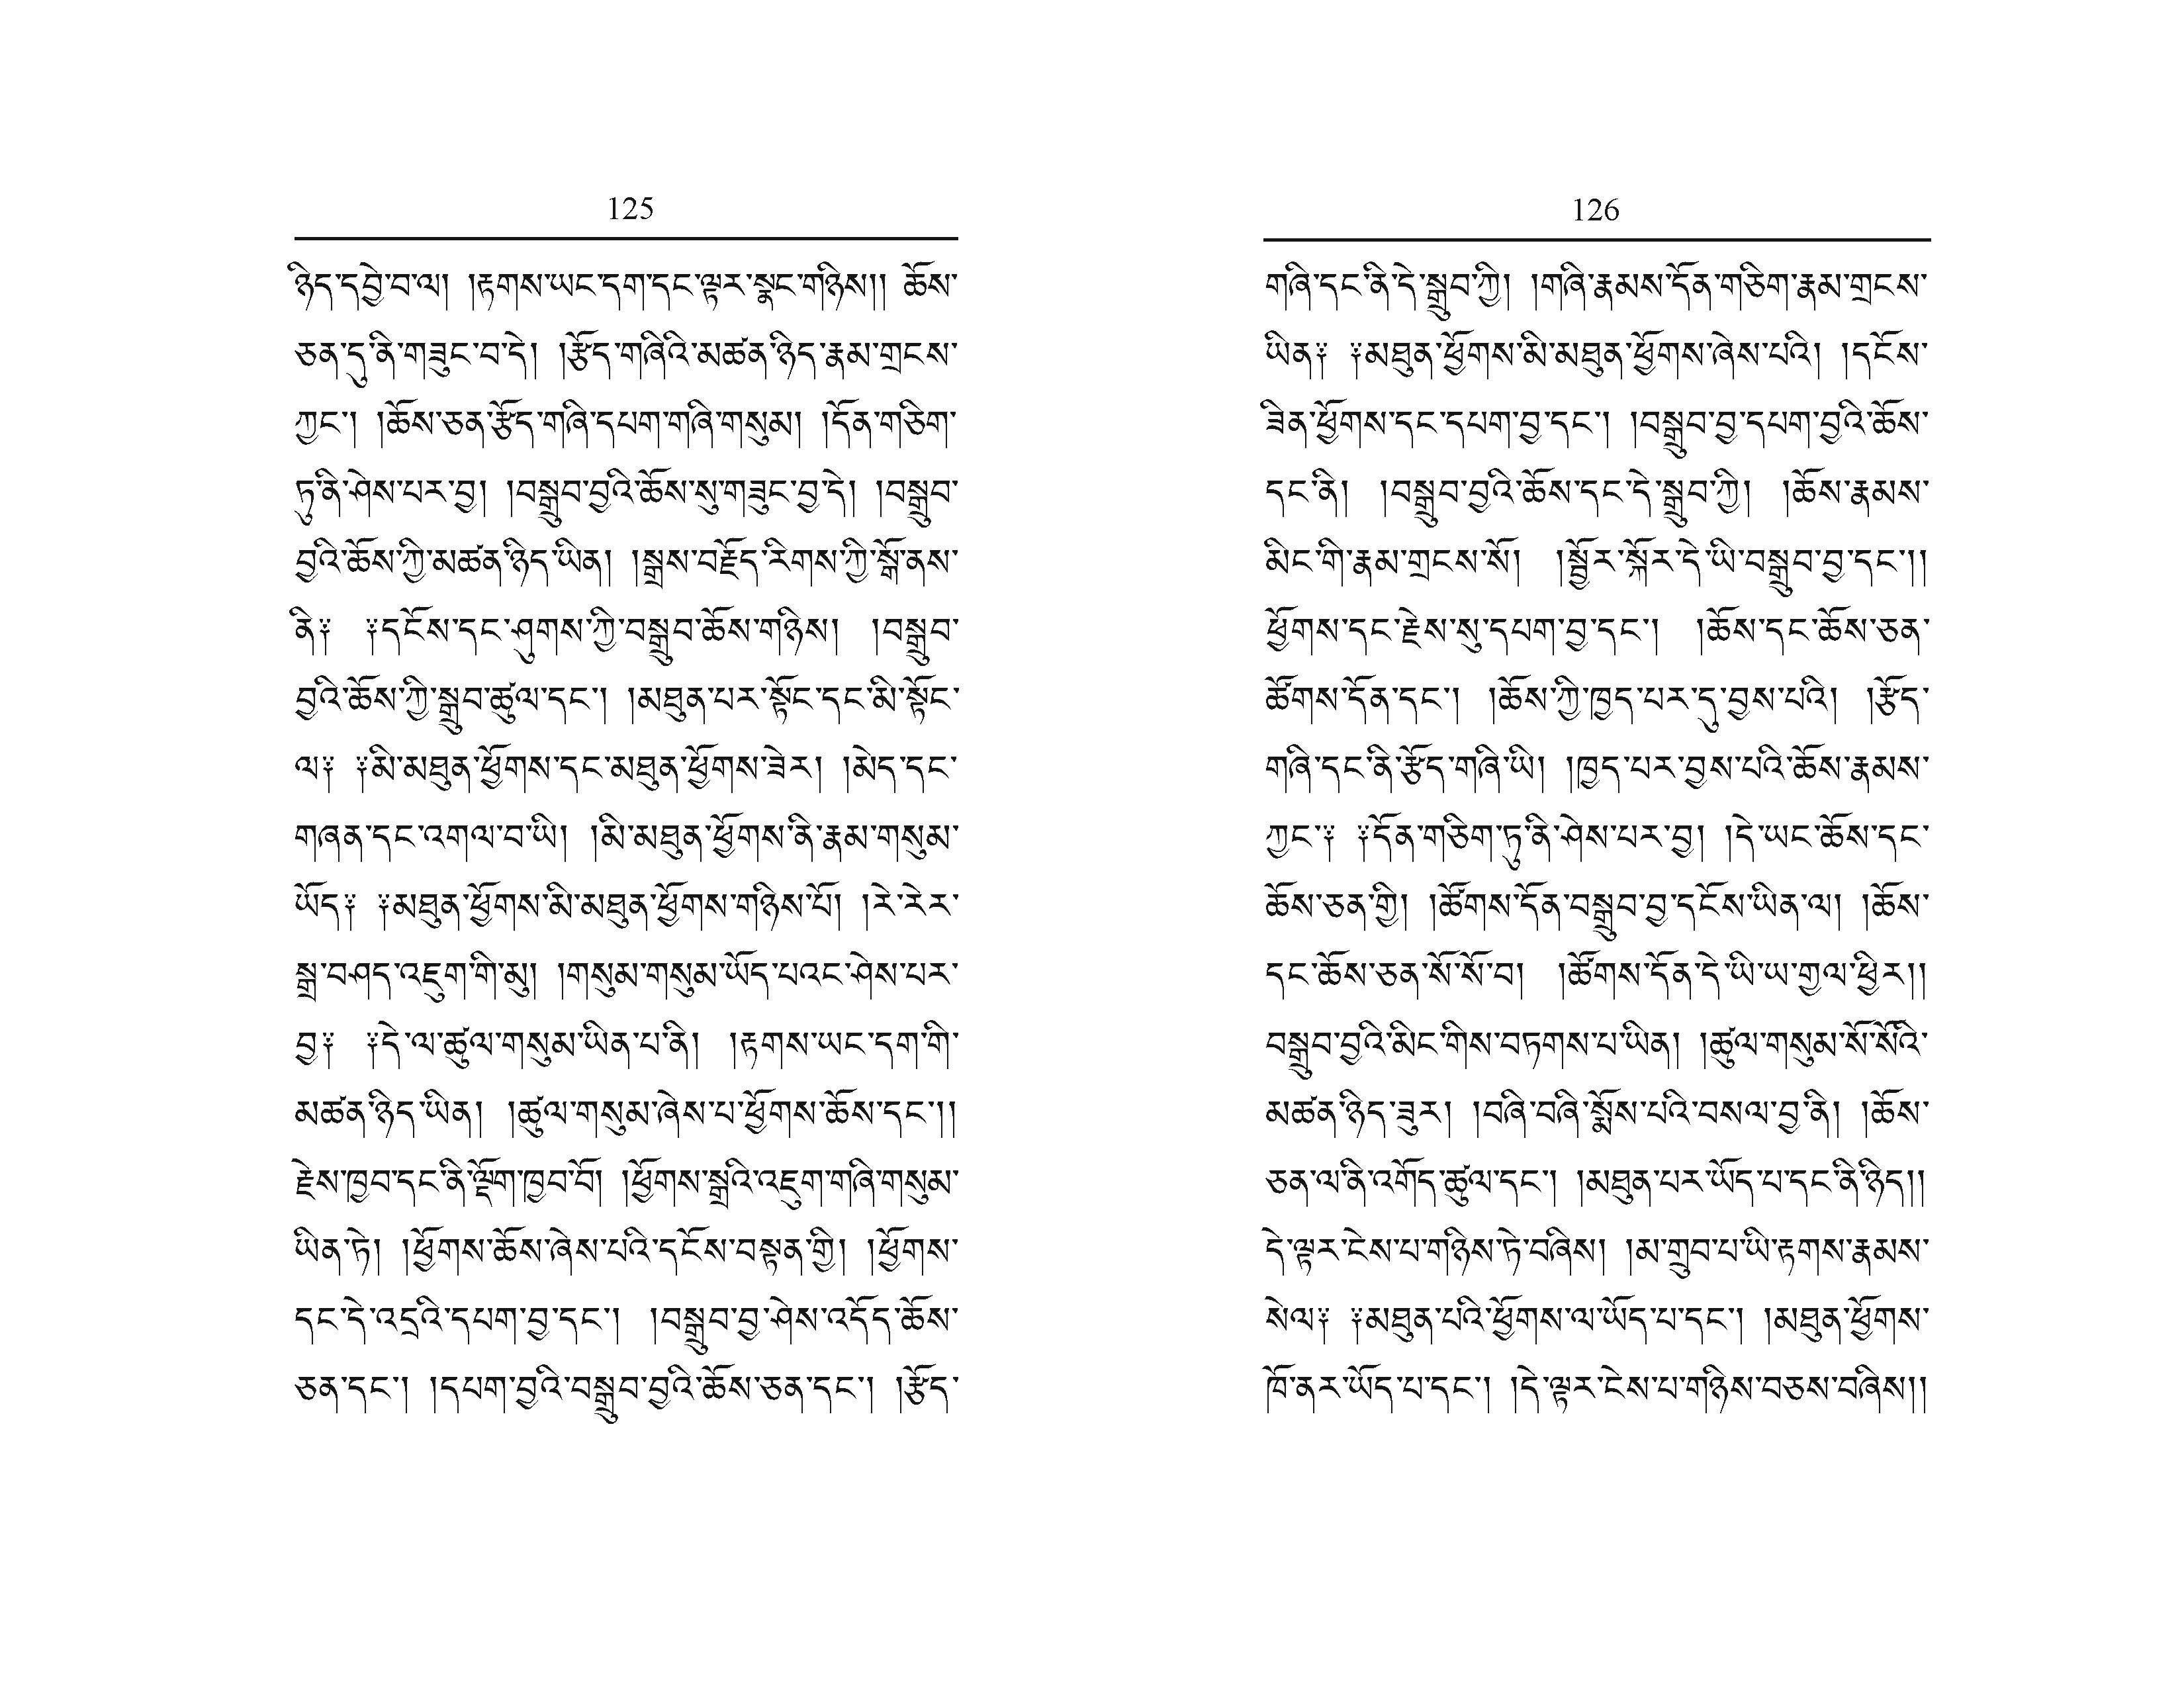 125
ཉིད་དབྱེ་བ་ལ། །རྟགས་ཡང་དག་དང་ལྟར་སྣང་གཉིས།། ཆོས་
ཅན་དུ་ནི་གཟུང་བ་དེ། །རྩོད་གཞིའི་མཚན་ཉིད་རྣམ་གྲངས་
ཀྱང་། །ཆོས་ཅན་རྩོད་གཞི་དཔག་གཞི་གསུམ། །དོན་གཅིག་
ཏུ་ནི་ཤེས་པར་བྱ། །བསྒྲུབ་བྱའི་ཆོས་སུ་གཟུང་བྱ་དེ། །བསྒྲུབ་
བྱའི་ཆོས་ཀྱི་མཚན་ཉིད་ཡིན། །སྒྲས་བརྗོད་རིགས་ཀྱི་སྒོ་ནས་
ནི༔ ༔དངོས་དང་ཤུགས་ཀྱི་བསྒྲུབ་ཆོས་གཉིས། །བསྒྲུབ་
བྱའི་ཆོས་ཀྱི་སྒྲུབ་ཚུལ་དང་། །མཐུན་པར་སྟོང་དང་མི་སྟོང་
ལ༔ ༔མི་མཐུན་ཕྱོགས་དང་མཐུན་ཕྱོགས་ཟེར། །མེད་དང་
གཞན་དང་འགལ་བ་ཡི། །མི་མཐུན་ཕྱོགས་ནི་རྣམ་གསུམ་
ཡོད༔ ༔མཐུན་ཕྱོགས་མི་མཐུན་ཕྱོགས་གཉིས་པོ། །རེ་རེར་
སྒྲ་བཤད་འཇུག་གི་མུ། །གསུམ་གསུམ་ཡོད་པའང་ཤེས་པར་
བྱ༔ ༔དེ་ལ་ཚུལ་གསུམ་ཡིན་པ་ནི། །རྟགས་ཡང་དག་གི་
མཚན་ཉིད་ཡིན། །ཚུལ་གསུམ་ཞེས་པ་ཕྱོགས་ཆོས་དང་།།
རྗེས་ཁྱབ་དང་ནི་ལྡོག་ཁྱབ་བོ། །ཕྱོགས་སྒྲའི་འཇུག་གཞི་གསུམ་
ཡིན་ཏེ། །ཕྱོགས་ཆོས་ཞེས་པའི་དངོས་བསྟན་གྱི། །ཕྱོགས་
དང་དེ་འདྲའི་དཔག་བྱ་དང་། །བསྒྲུབ་བྱ་ཤེས་འདོད་ཆོས་
ཅན་དང་། །དཔག་བྱའི་བསྒྲུབ་བྱའི་ཆོས་ཅན་དང་། །རྩོད་
126
གཞི་དང་ནི་དེ་སྒྲུབ་ཀྱི། །གཞི་རྣམས་དོན་གཅིག་རྣམ་གྲངས་
ཡིན༔ ༔མཐུན་ཕྱོགས་མི་མཐུན་ཕྱོགས་ཞེས་པའི། །དངོས་
ཟིན་ཕྱོགས་དང་དཔག་བྱ་དང་། །བསྒྲུབ་བྱ་དཔག་བྱའི་ཆོས་
དང་ནི། །བསྒྲུབ་བྱའི་ཆོས་དང་དེ་སྒྲུབ་ཀྱི། །ཆོས་རྣམས་
མིང་གི་རྣམ་གྲངས་སོ། །སྦྱོར་སྐོར་དེ་ཡི་བསྒྲུབ་བྱ་དང་།།
ཕྱོགས་དང་རྗེས་སུ་དཔག་བྱ་དང་། །ཆོས་དང་ཆོས་ཅན་
ཚོགས་དོན་དང་། །ཆོས་ཀྱི་ཁྱད་པར་དུ་བྱས་པའི། །རྩོད་
གཞི་དང་ནི་རྩོད་གཞི་ཡི། །ཁྱད་པར་བྱས་པའི་ཆོས་རྣམས་
ཀྱང་༔ ༔དོན་གཅིག་ཏུ་ནི་ཤེས་པར་བྱ། །དེ་ཡང་ཆོས་དང་
ཆོས་ཅན་གྱི། །ཚོགས་དོན་བསྒྲུབ་བྱ་དངོས་ཡིན་ལ། །ཆོས་
དང་ཆོས་ཅན་སོ་སོ་བ། །ཚོགས་དོན་དེ་ཡི་ཡ་གྱལ་ཕྱིར།།
བསྒྲུབ་བྱའི་མིང་གིས་བཏགས་པ་ཡིན། །ཚུལ་གསུམ་སོ་སོའི་
མཚན་ཉིད་ཟུར། །བཞི་བཞི་སྨོས་པའི་བསལ་བྱ་ནི། །ཆོས་
ཅན་ལ་ནི་འགོད་ཚུལ་དང་། །མཐུན་པར་ཡོད་པ་དང་ནི་ཉིད།།
དེ་ལྟར་ངེས་པ་གཉིས་ཏེ་བཞིས། །མ་གྲུབ་པ་ཡི་རྟགས་རྣམས་
སེལ༔ ༔མཐུན་པའི་ཕྱོགས་ལ་ཡོད་པ་དང་། །མཐུན་ཕྱོགས་
ཁོ་ནར་ཡོད་པ་དང་། །དེ་ལྟར་ངེས་པ་གཉིས་བཅས་བཞིས།།